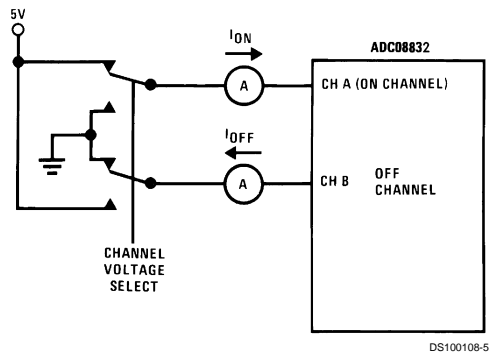 5V
ION
ADC08832
A
CH A (ON CHANNEL)
IOFF
A
CH B
OFF
CHANNEL
CHANNEL
VOLTAGE
SELECT
DS100108-5